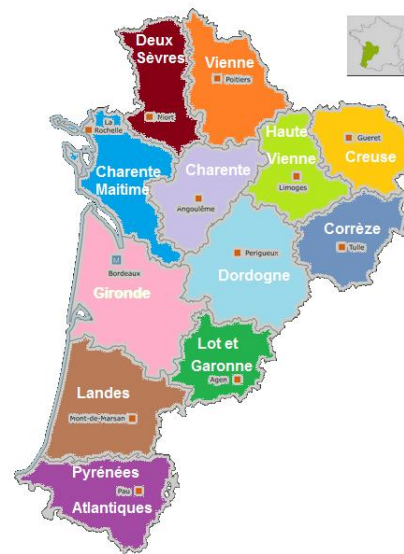 Deux
Sèvres
Niort
Vienne
Poitiers
La
Rochelle
Charente
Maitime
Charente
Angoulême
Haute
Vienne
Limoges
Gueret
Creuse
Corrèze
Tulle
Perigueux
Dordogne
M
Bordeaux
Gironde
Lot et
Garonne
Agen
Landes
Mont-de-Marsan
Pyrénées
Pau
Atlantiques